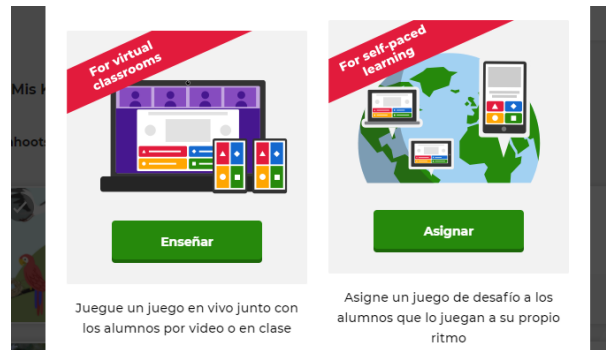 For virtual
classrooms
Enseñar
Juegue un juego en vivo junto con
los alumnos por video o en clase
For self-paced
learning
Asignar
Asigne un juego de desafío a los
alumnos que lo juegan a su propio
ritmo
Mis